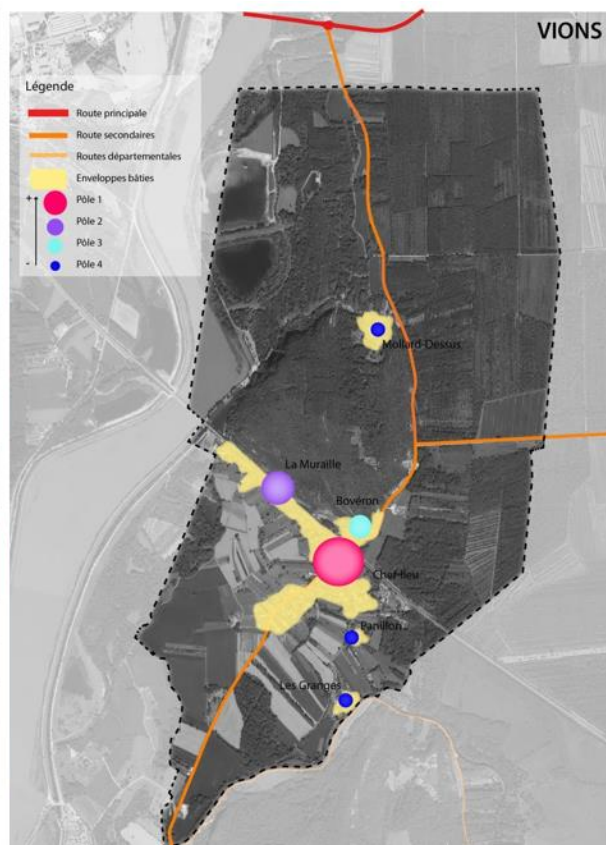 VIONS
Légende
Route principale
Route secondaires
Routes départementales
Enveloppes bâties
+
Pôle 1
Pôle 2
Pôle 3
-
Pôle 4
Mollard-Dessus
La Muraille
Bovéron
Chef-lieu
Panillon
Les Granges